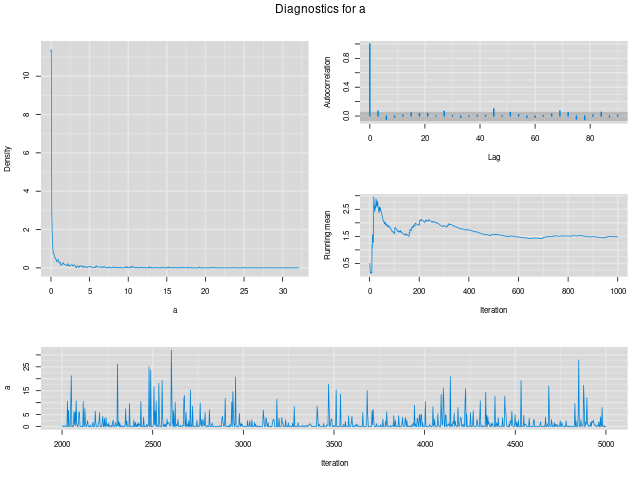 Diagnostics for a
Density
0 2 4 6 8 10
0 5 10 15 20 25 30
a
Autocorrelation
0.0 0.4 0.8
0 20 40 60 80
Lag
Running mean
0.5 1.5 2.5
0 200 400 600 800 1000
Iteration
a
0 5 15 25
2000 2500 3000 3500 4000 4500 5000
Iteration